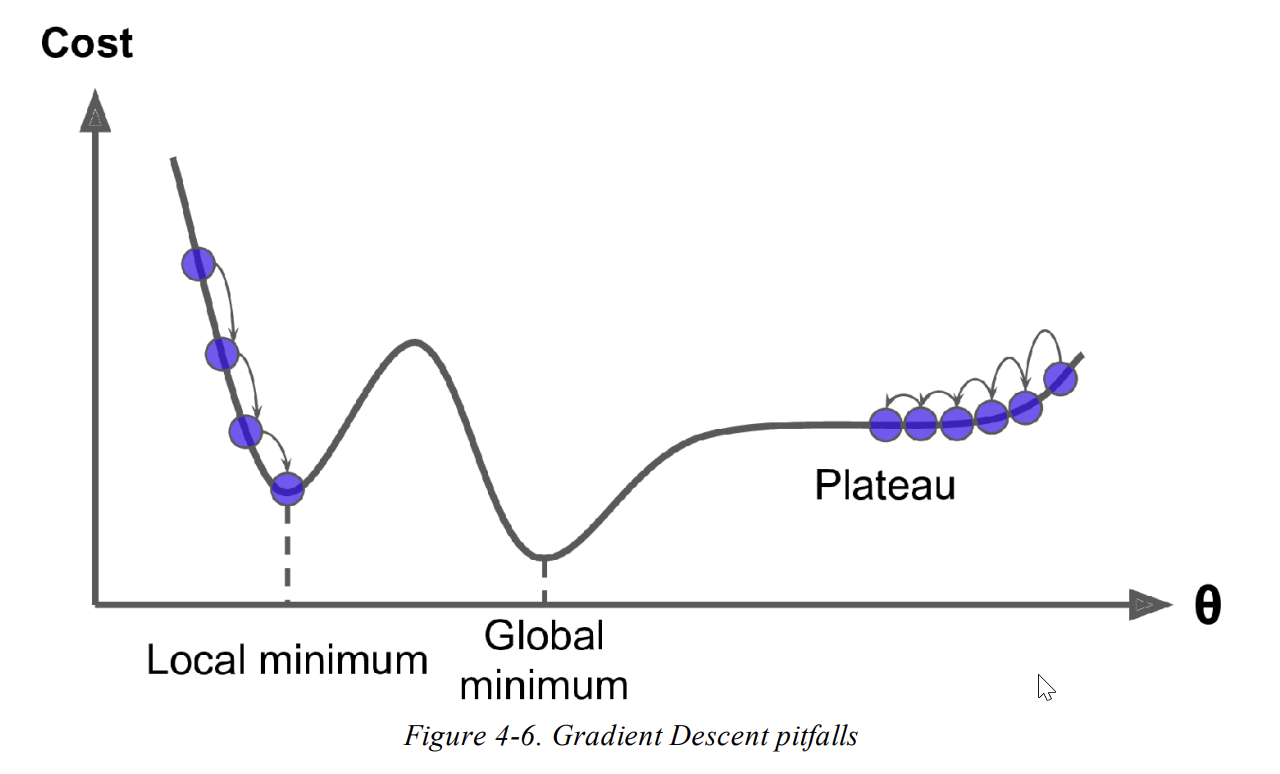 Cost
Plateau
θ
Local minimum
Global
minimum
Figure 4-6. Gradient Descent pitfalls